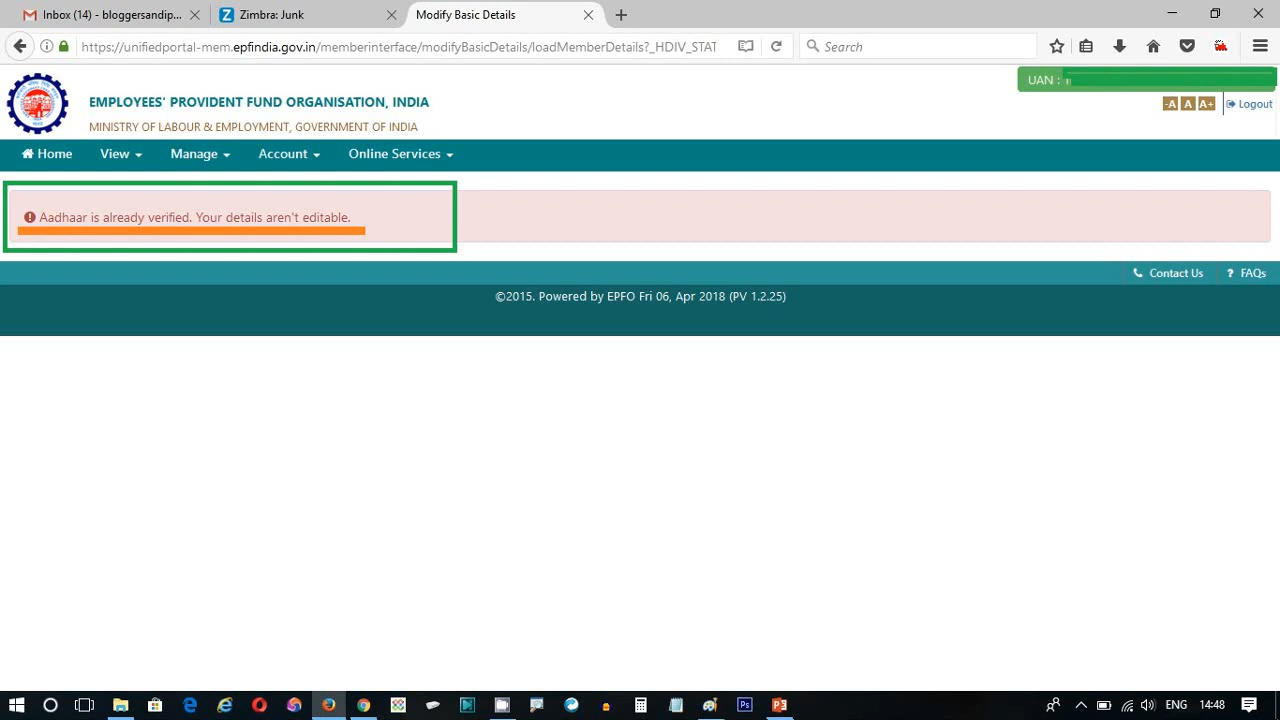 Inbox (14) - bloggersandip...
Zimbra: Junk
Modify Basic Details
https://unifiedportal-mem.epfindia.gov.in/memberinterface/modifyBasicDetails/loadMemberDetails?_HDIV_STAT
Search
UAN :
EMPLOYEES' PROVIDENT FUND ORGANISATION, INDIA
MINISTRY OF LABOUR & EMPLOYMENT, GOVERNMENT OF INDIA
-A A A+ Logout
Home View Manage Account Online Services
Aadhaar is already verified. Your details aren't editable.
Contact Us ? FAQs
©2015. Powered by EPFO Fri 06, Apr 2018 (PV 1.2.25)
ENG 14:48